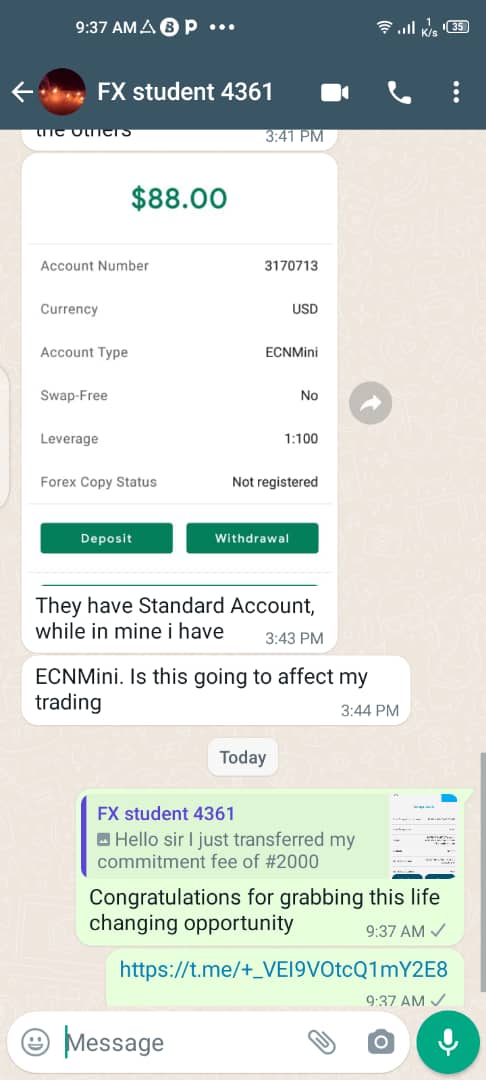 9:37 AM
1 K/s
35
FX student 4361
the others
3:41 PM
$88.00
Account Number 3170713
Currency USD
Account Type ECNMini
Swap-Free No
Leverage 1:100
Forex Copy Status Not registered
Deposit Withdrawal
They have Standard Account,
while in mine i have
3:43 PM
ECNMini. Is this going to affect my
trading
3:44 PM
Today
FX student 4361
Hello sir I just transferred my
commitment fee of #2000
Congratulations for grabbing this life
changing opportunity
9:37 AM
https://t.me/+_VEI9VOtcQ1mY2E8
9:37 AM
Message